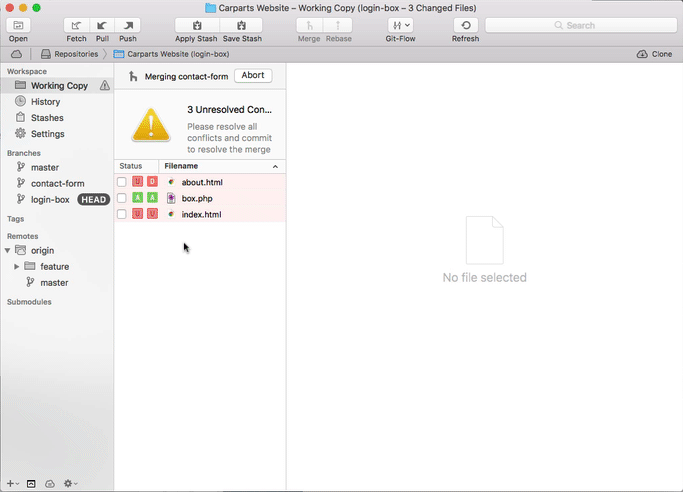 Carparts Website – Working Copy (login-box – 3 Changed Files)
Open
Fetch
Pull
Push
Apply Stash
Save Stash
Merge
Rebase
Git-Flow
Refresh
Search
Repositories
Carparts Website (login-box)
Clone
Workspace
Working Copy
History
Stashes
Settings
Branches
master
contact-form
login-box HEAD
Tags
Remotes
origin
feature
master
Submodules
Merging contact-form
Abort
3 Unresolved Con...
Please resolve all
conflicts and commit
to resolve the merge
Status Filename
U D about.html
A A box.php
U U index.html
No file selected